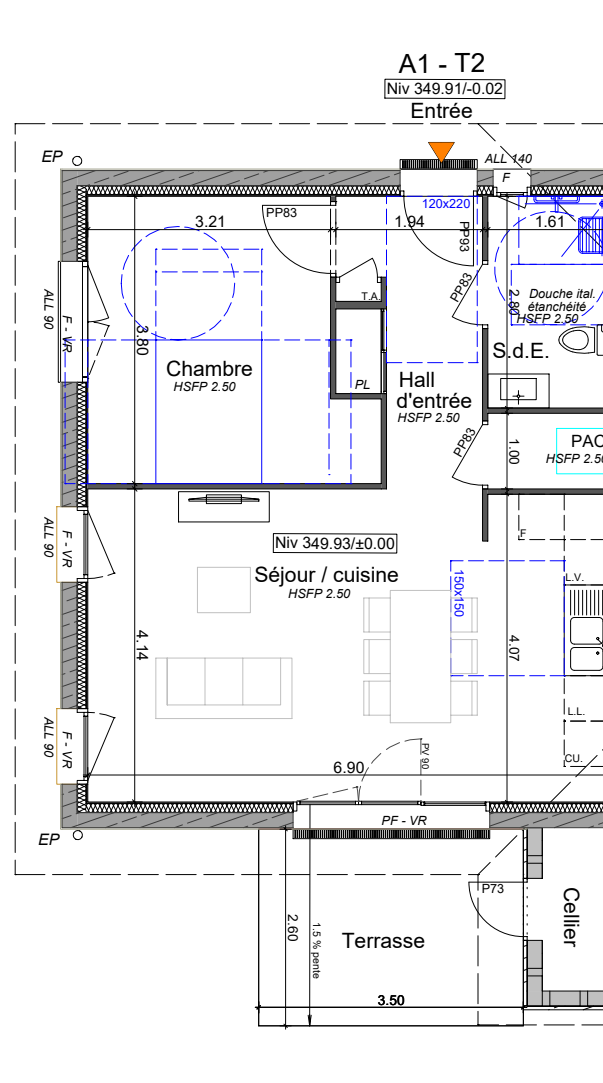 A1 - T2
Niv 349.91/-0.02
Entrée
EP
ALL 140
F
120x220
PP83
3.21
1.94
PP93
1.61
ALL 90
F - VR
3.80
T.A.
PP83
2.80
Douche ital.
étanchéité
HSFP 2.50
S.d.E.
Chambre
HSFP 2.50
PL
Hall
d'entrée
HSFP 2.50
PP83
1.00
PAC
HSFP 2.50
ALL 90
F - VR
Niv 349.93/±0.00
F
Séjour / cuisine
HSFP 2.50
150x150
L.V.
4.14
4.07
ALL 90
F - VR
L.L.
PV 90
CU.
6.90
PF - VR
EP
P73
2.60
1.5 % pente
Terrasse
Cellier
3.50